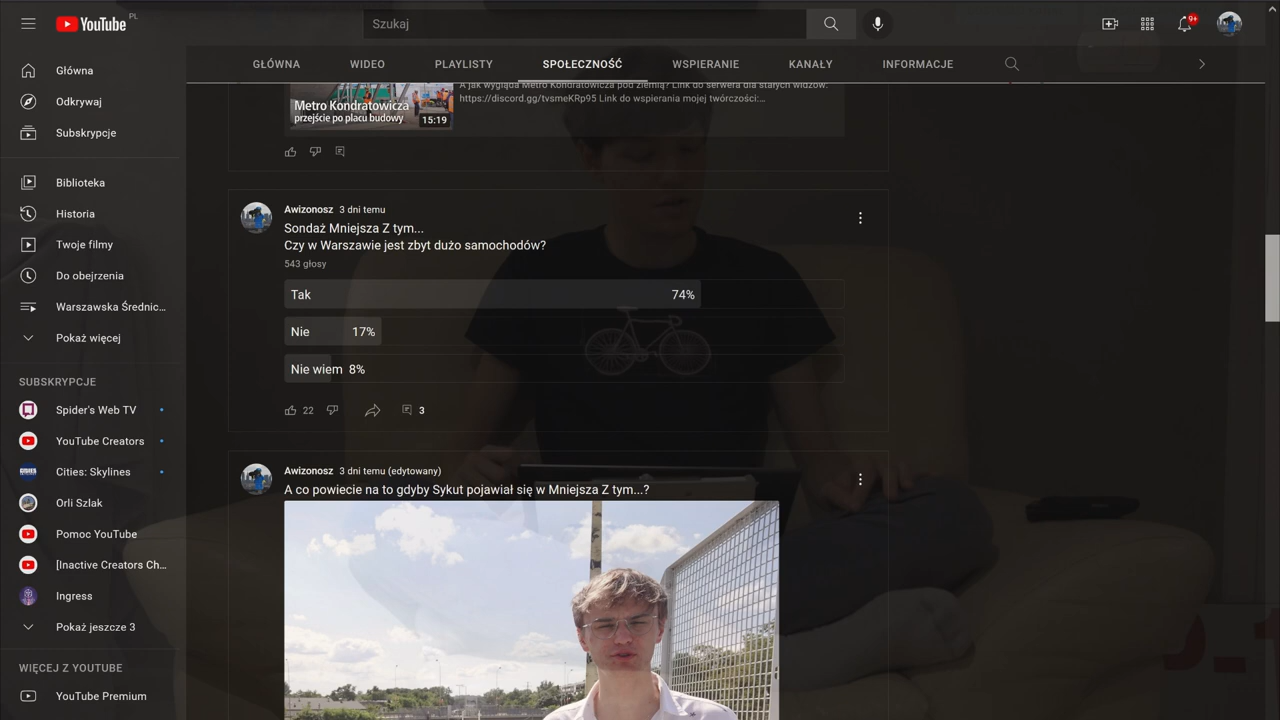 YouTube PL
Szukaj
9+
GŁÓWNA WIDEO PLAYLISTY SPOŁECZNOŚĆ WSPIERANIE KANAŁY INFORMACJE
Główna
Odkrywaj
Subskrypcje
Biblioteka
Historia
Twoje filmy
Do obejrzenia
Warszawska Średnic...
Pokaż więcej
SUBSKRYPCJE
Spider's Web TV
YouTube Creators
Cities: Skylines
Orli Szlak
Pomoc YouTube
[Inactive Creators Ch...
Ingress
Pokaż jeszcze 3
WIĘCEJ Z YOUTUBE
YouTube Premium
A jak wygląda Metro Kondratowicza pod ziemią? Link do serwera dla stałych widzów:
https://discord.gg/tvsmeKRp95 Link do wspierania mojej twórczości:...
Metro Kondratowicza
przejście po placu budowy
15:19
Awizonosz 3 dni temu
Sondaż Mniejsza Z tym...
Czy w Warszawie jest zbyt dużo samochodów?
543 głosy
Tak 74%
Nie 17%
Nie wiem 8%
22 3
Awizonosz 3 dni temu (edytowany)
A co powiecie na to gdyby Sykut pojawiał się w Mniejsza Z tym...?